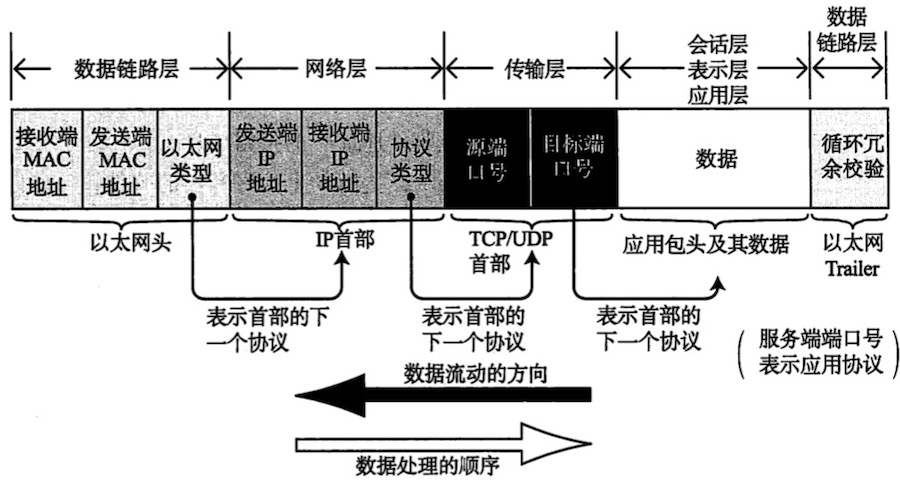 数据链路层
网络层
传输层
会话层
表示层
应用层
数据
链路层
接收端
MAC
地址
发送端
MAC
地址
以太网
类型
发送端
IP
地址
接收端
IP
地址
协议
类型
源端
口号
目标端
口号
数据
循环冗
余校验
以太网头
IP首部
TCP/UDP
首部
应用包头及其数据
以太网
Trailer
表示首部的下
一个协议
表示首部的
下一个协议
表示首部的
下一个协议
(服务端端口号
表示应用协议)
数据流动的方向
数据处理的顺序